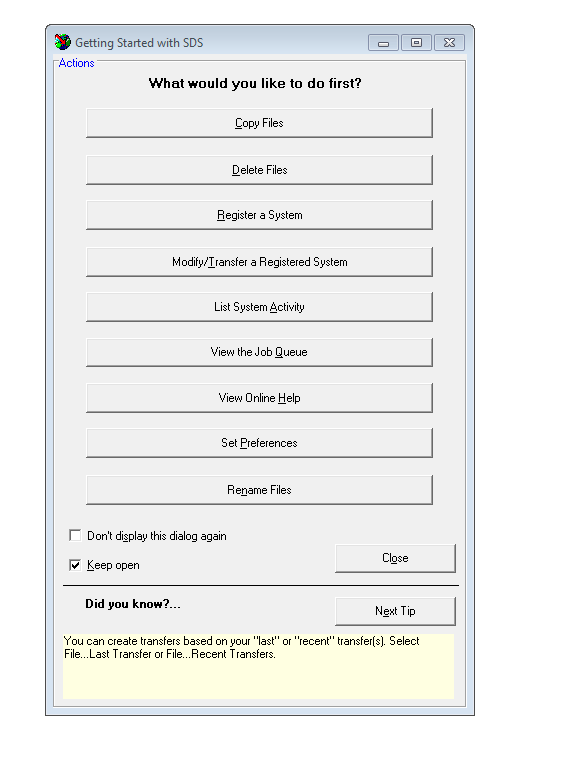 Getting Started with SDS
Actions
What would you like to do first?
Copy Files
Delete Files
Register a System
Modify/Transfer a Registered System
List System Activity
View the Job Queue
View Online Help
Set Preferences
Rename Files
Don't display this dialog again
Keep open
Close
Did you know?...
Next Tip
You can create transfers based on your "last" or "recent" transfer(s). Select
File...Last Transfer or File...Recent Transfers.